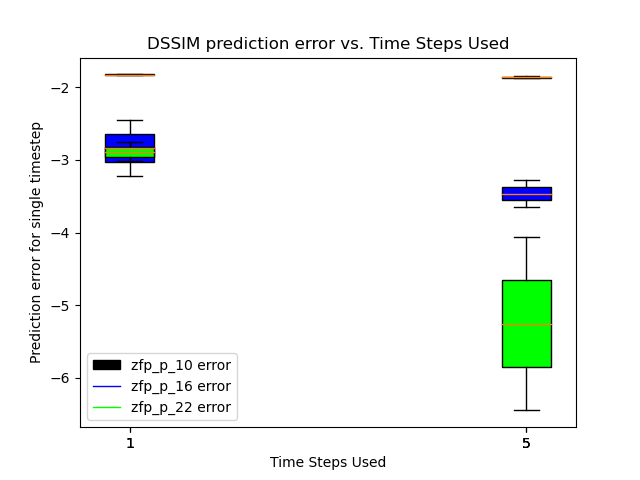 DSSIM prediction error vs. Time Steps Used
Prediction error for single timestep
−2
−3
−4
−5
−6
zfp_p_10 error
zfp_p_16 error
zfp_p_22 error
1
5
Time Steps Used